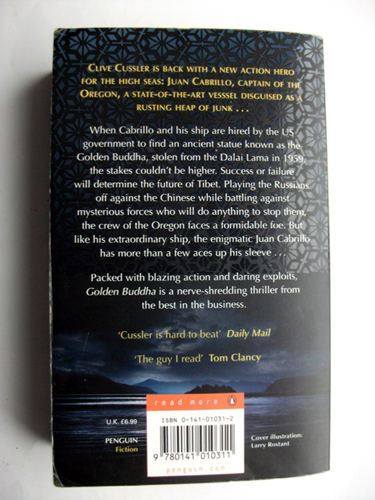 CLIVE CUSSLER IS BACK WITH A NEW ACTION HERO
FOR THE HIGH SEAS: JUAN CABRILLO, CAPTAIN OF THE
OREGON, A STATE-OF-THE-ART VESSSEL DISGUISED AS A
RUSTING HEAP OF JUNK . . .
When Cabrillo and his ship are hired by the US
government to find an ancient statue known as the
Golden Buddha, stolen from the Dalai Lama in 1959,
the stakes couldn't be higher. Success or failure
will determine the future of Tibet. Playing the Russians
off against the Chinese while battling against
mysterious forces who will do anything to stop them,
the crew of the Oregon faces a formidable foe. But
like his extraordinary ship, the enigmatic Juan Cabrillo
has more than a few aces up his sleeve . . .
Packed with blazing action and daring exploits,
Golden Buddha is a nerve-shredding thriller from
the best in the business.
'Cussler is hard to beat' Daily Mail
'The guy I read' Tom Clancy
read more
U.K. £6.99
ISBN 0-141-01031-2
PENGUIN
Fiction
Cover illustration:
Larry Rostant
9 780141 010311
penguin.com